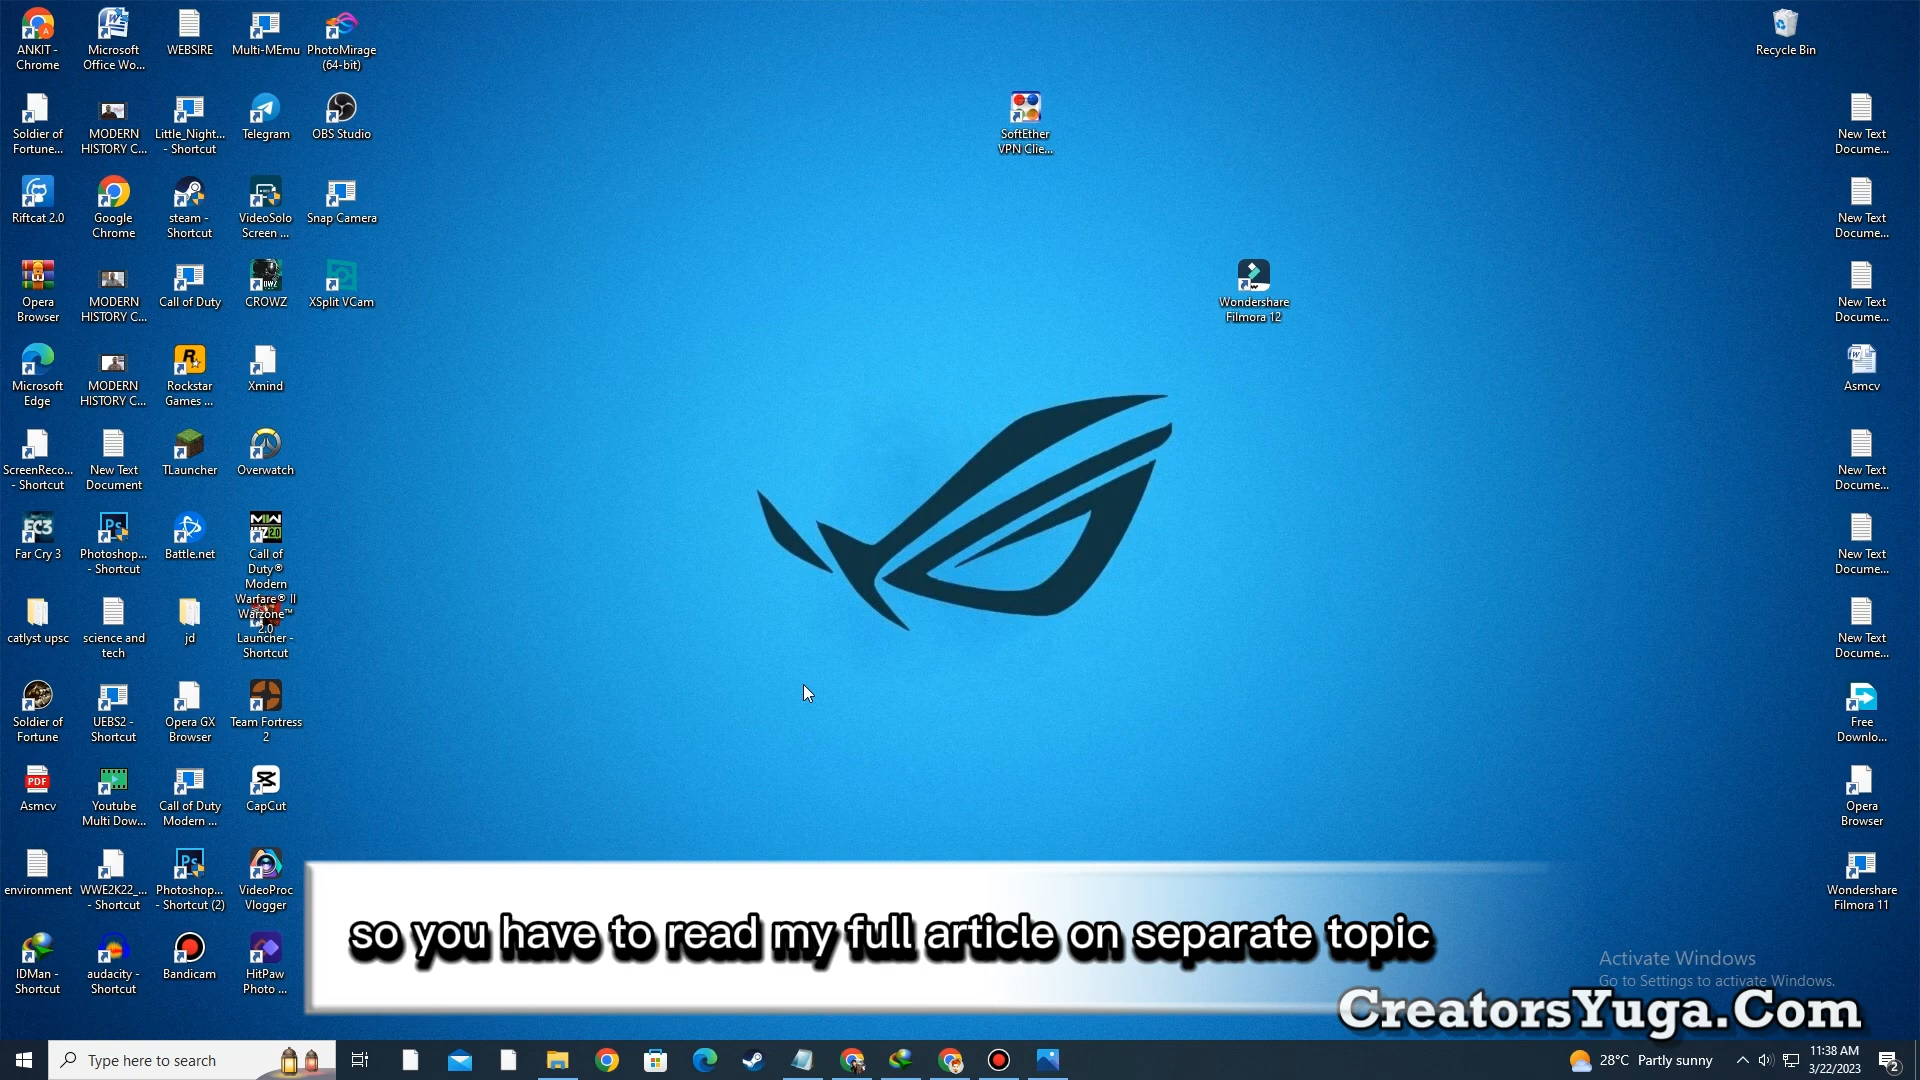 ANKIT -
Chrome
Microsoft
Office Wo...
WEBSIRE
Multi-MEmu
PhotoMirage
(64-bit)
Recycle Bin
Soldier of
Fortune...
MODERN
HISTORY C...
Little_Night...
- Shortcut
Telegram
OBS Studio
SoftEther
VPN Clie...
New Text
Docume...
Riftcat 2.0
Google
Chrome
steam -
Shortcut
VideoSolo
Screen ...
Snap Camera
New Text
Docume...
Opera
Browser
MODERN
HISTORY C...
Call of Duty
CROWZ
XSplit VCam
Wondershare
Filmora 12
New Text
Docume...
Microsoft
Edge
MODERN
HISTORY C...
Rockstar
Games ...
Xmind
Asmcv
ScreenReco...
- Shortcut
New Text
Document
TLauncher
Overwatch
New Text
Docume...
Far Cry 3
Photoshop...
- Shortcut
Battle.net
Call of
Duty®
Modern
Warfare® II
Warzone™
2.0
New Text
Docume...
catlyst upsc
science and
tech
jd
Launcher -
Shortcut
New Text
Docume...
Soldier of
Fortune
UEBS2 -
Shortcut
Opera GX
Browser
Team Fortress
2
Free
Downlo...
Asmcv
Youtube
Multi Dow...
Call of Duty
Modern ...
CapCut
Opera
Browser
environment
WWE2K22_...
- Shortcut
Photoshop...
- Shortcut (2)
VideoProc
Vlogger
Wondershare
Filmora 11
IDMan -
Shortcut
audacity -
Shortcut
Bandicam
HitPaw
Photo ...
so you have to read my full article on separate topic
Activate Windows
Go to Settings to activate Windows.
CreatorsYuga.Com
Type here to search
28°C Partly sunny
11:38 AM
3/22/2023
2